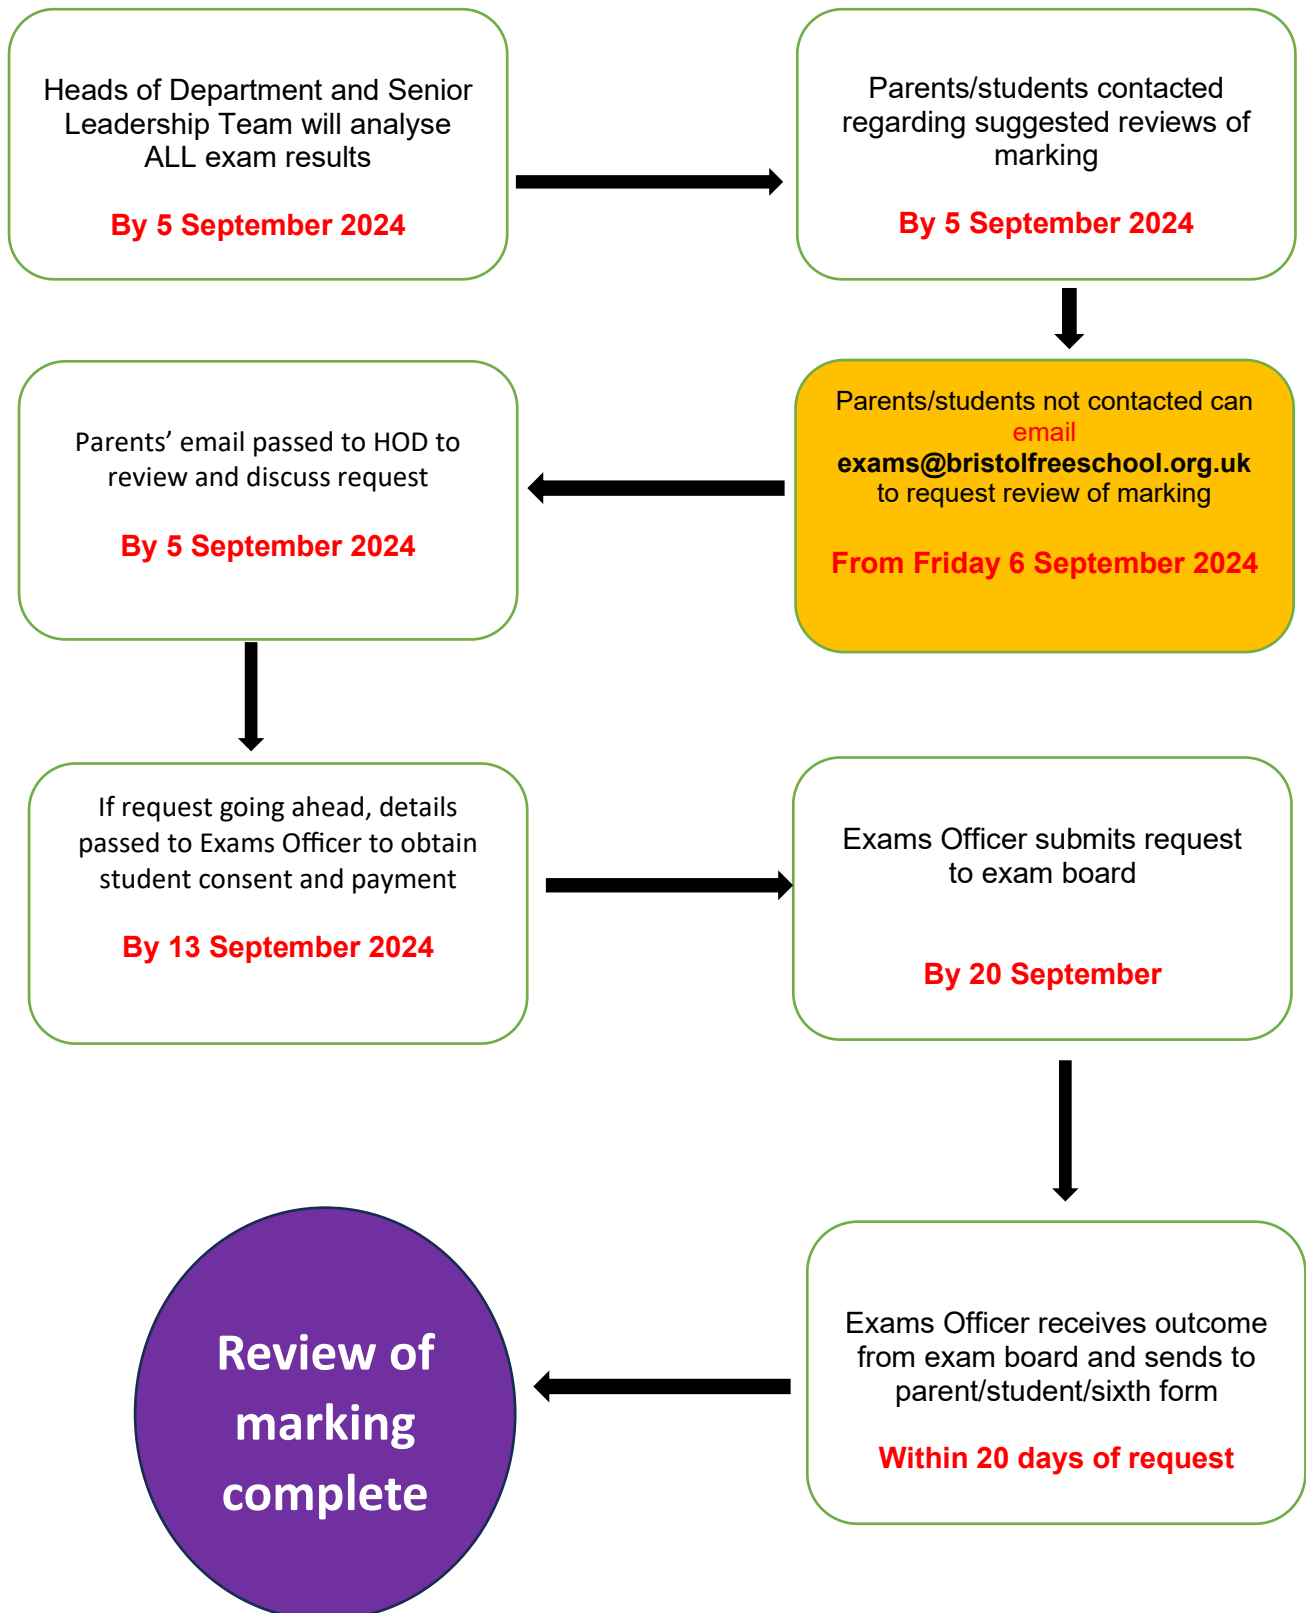 Heads of Department and Senior
Leadership Team will analyse
ALL exam results
By 5 September 2024
Parents/students contacted
regarding suggested reviews of
marking
By 5 September 2024
Parents/students not contacted can
email
exams@bristolfreeschool.org.uk
to request review of marking
From Friday 6 September 2024
Parents’ email passed to HOD to
review and discuss request
By 5 September 2024
If request going ahead, details
passed to Exams Officer to obtain
student consent and payment
By 13 September 2024
Exams Officer submits request
to exam board
By 20 September
Exams Officer receives outcome
from exam board and sends to
parent/student/sixth form
Within 20 days of request
Review of
marking
complete